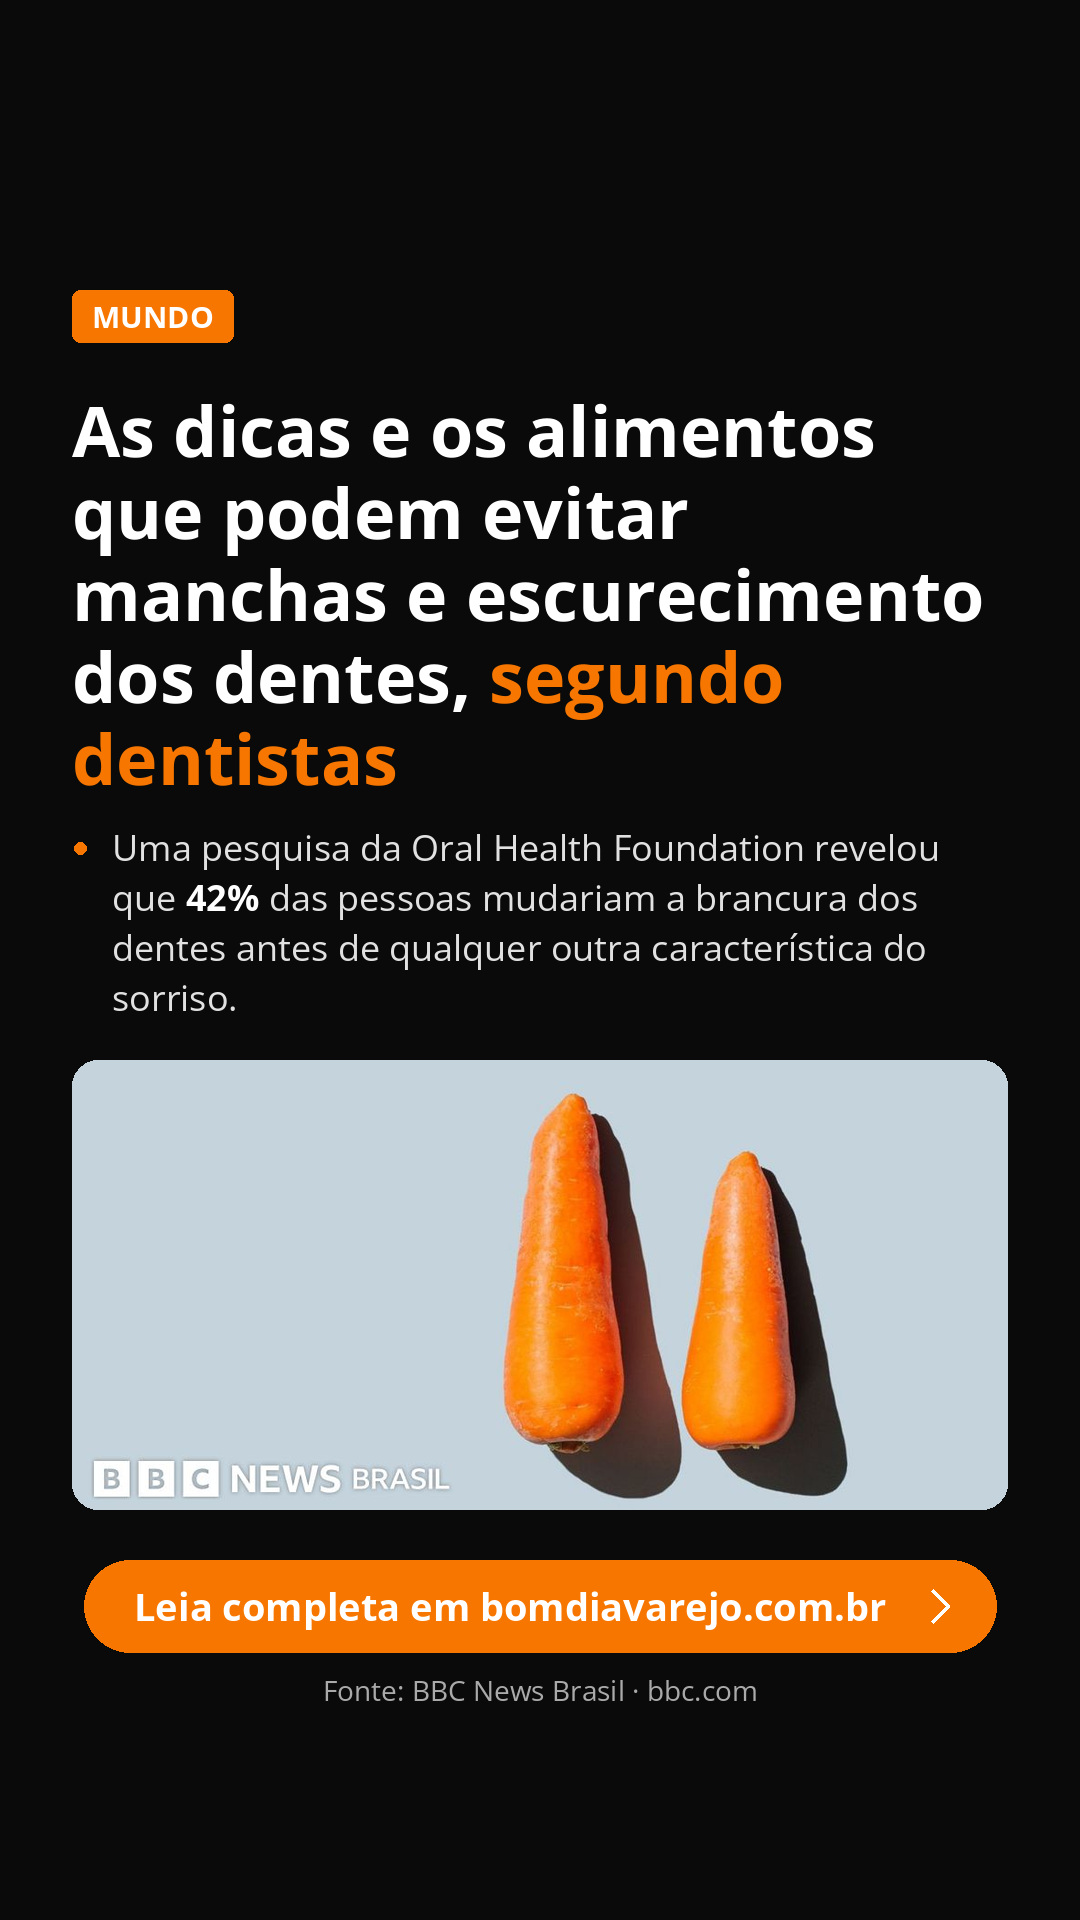 MUNDO
As dicas e os alimentos
que podem evitar
manchas e escurecimento
dos dentes, segundo
dentistas
Uma pesquisa da Oral Health Foundation revelou
que 42% das pessoas mudariam a brancura dos
dentes antes de qualquer outra característica do
sorriso.
BBC NEWS BRASIL
Leia completa em bomdiavarejo.com.br
Fonte: BBC News Brasil · bbc.com